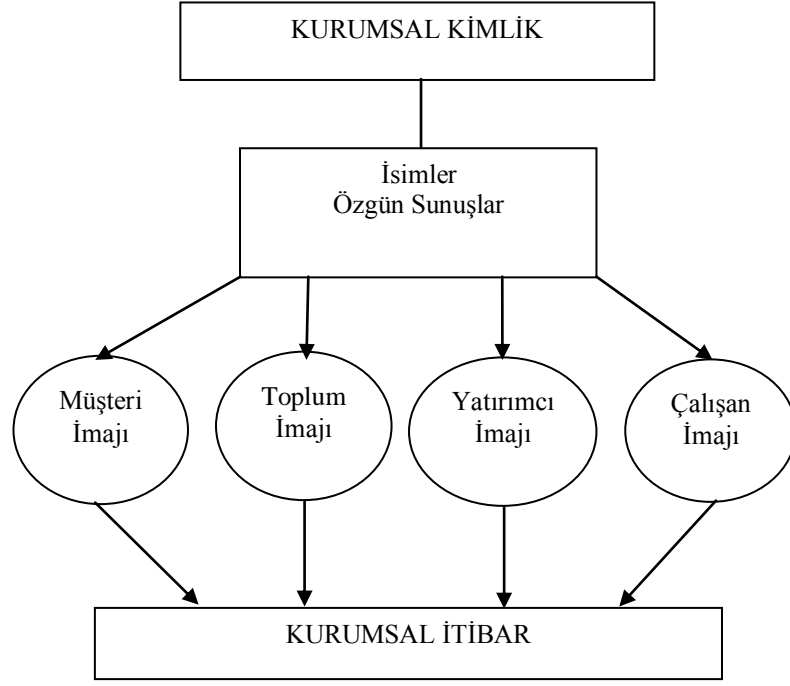 KURUMSAL KİMLİK
İsimler
Özgün Sunuşlar
Müşteri
İmajı
Toplum
İmajı
Yatırımcı
İmajı
Çalışan
İmajı
KURUMSAL İTİBAR